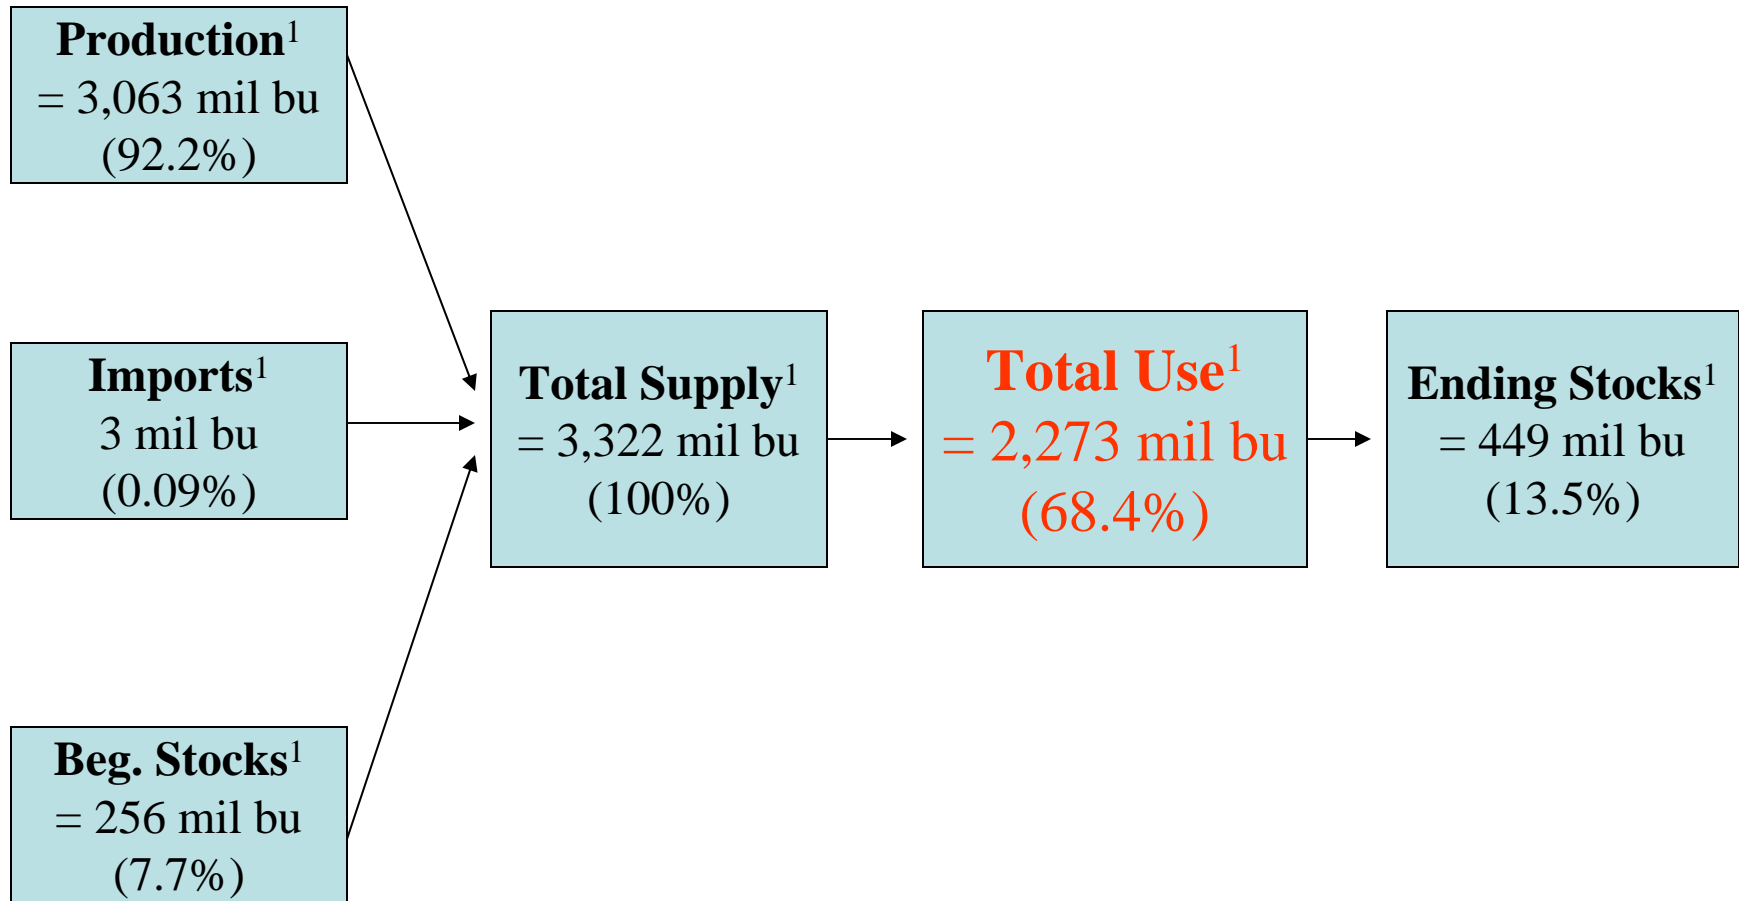 Production¹
= 3,063 mil bu
(92.2%)
Imports¹
3 mil bu
(0.09%)
Beg. Stocks¹
= 256 mil bu
(7.7%)
Total Supply¹
= 3,322 mil bu
(100%)
Total Use¹
= 2,273 mil bu
(68.4%)
Ending Stocks¹
= 449 mil bu
(13.5%)